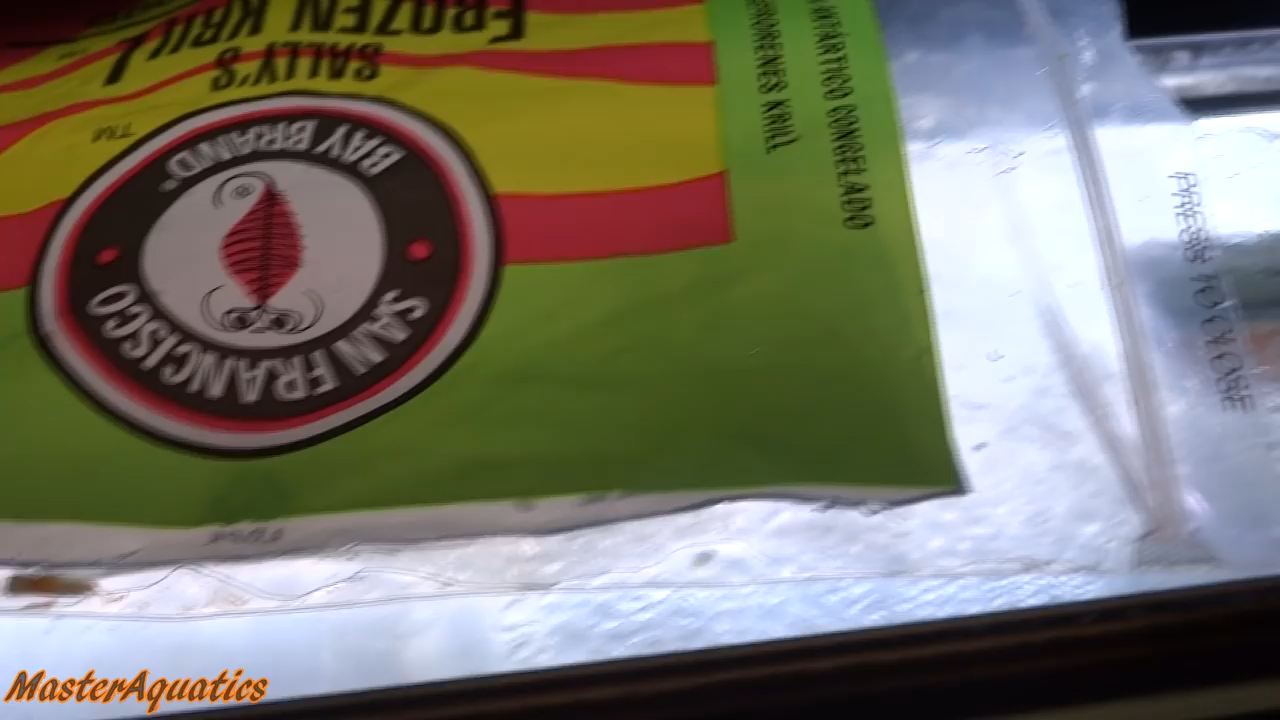 FROZEN KRILL
SALLY'S
TM
BAY BRAND
SAN FRANCISCO
ANTÁRTICO CONGELADO
KRILL
PRESS TO CLOSE
MasterAquatics